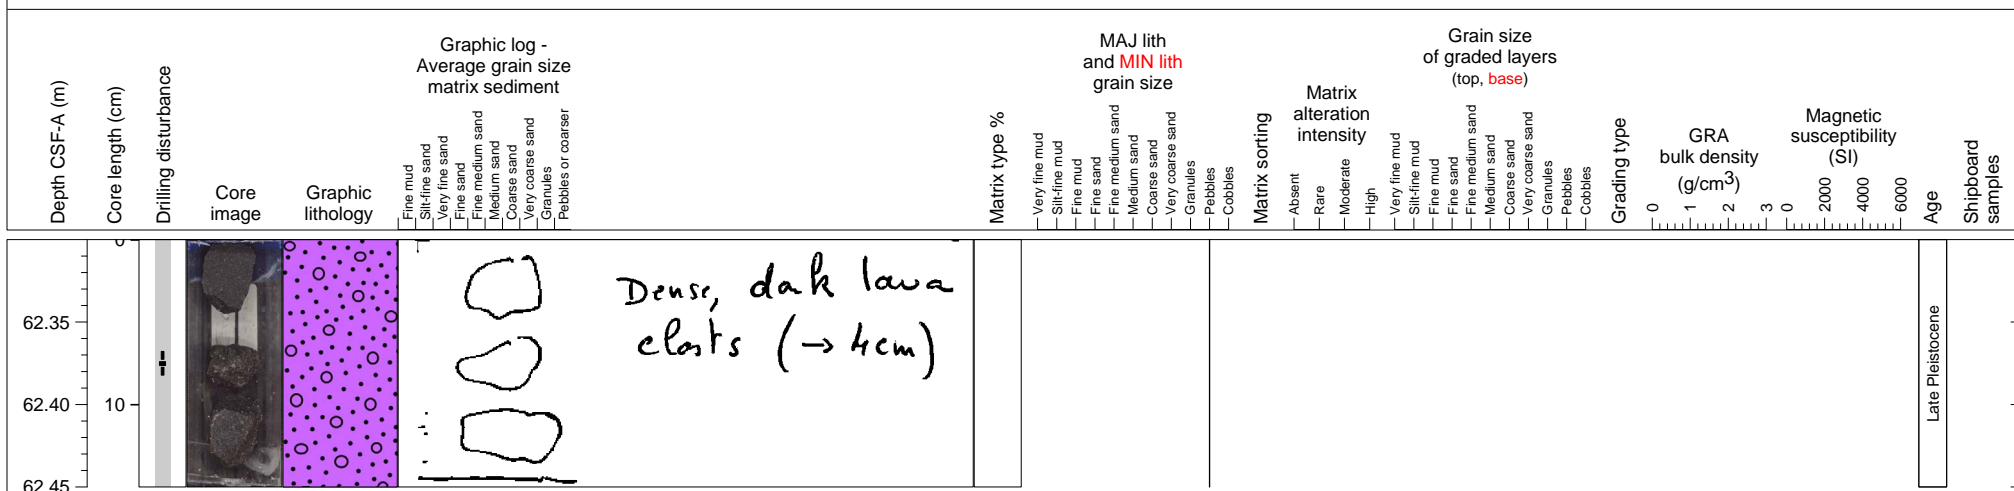 Depth CSF-A (m)
Core length (cm)
Drilling disturbance
Core
image
Graphic
lithology
Graphic log -
Average grain size
matrix sediment
Fine mud
Silt-fine sand
Very fine sand
Fine sand
Fine medium sand
Medium sand
Coarse sand
Very coarse sand
Granules
Pebbles or coarser
Matrix type %
MAJ lith
and MIN lith
grain size
Very fine mud
Silt-fine mud
Fine mud
Fine sand
Fine medium sand
Medium sand
Coarse sand
Very coarse sand
Granules
Pebbles
Cobbles
Matrix sorting
Matrix
alteration
intensity
Absent
Rare
Moderate
High
Grain size
of graded layers
(top, base)
Very fine mud
Silt-fine mud
Fine mud
Fine sand
Fine medium sand
Medium sand
Coarse sand
Very coarse sand
Granules
Pebbles
Cobbles
Grading type
GRA
bulk density
(g/cm3)
0 1 2 3
Magnetic
susceptibility
(SI)
0 2000 4000 6000
Age
Shipboard
samples
0
62.35
62.40
10
62.45
Dense, dark lava
clasts (→ 4cm)
Late Pleistocene